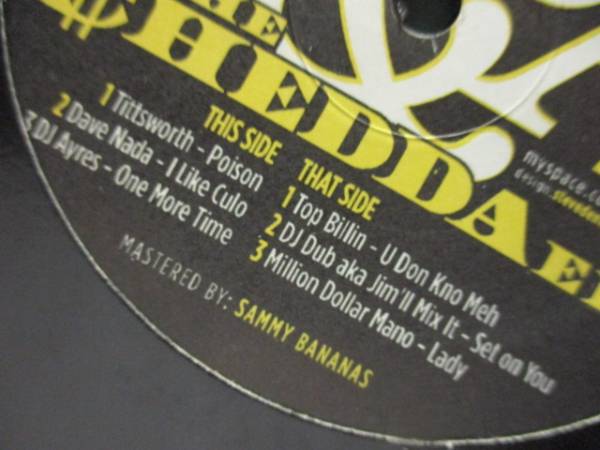 THE
$HEDDA
myspace.co
design:
THIS SIDE
1 Tittsworth - Poison
2 Dave Nada - I Like Culo
3 DJ Ayres - One More Time
THAT SIDE
1 Top Billin - U Don Kno Meh
2 DJ Dub aka Jim'll Mix It - Set on You
3 Million Dollar Mano - Lady
MASTERED BY: SAMMY BANANAS